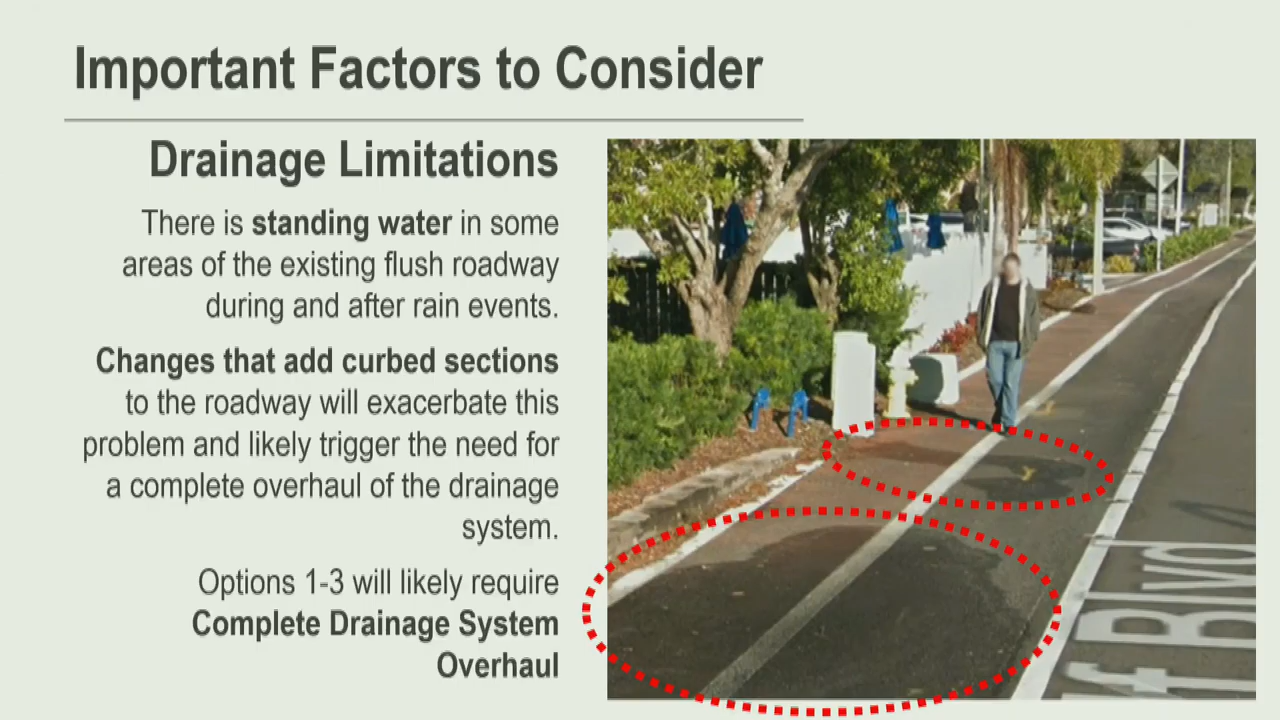 Important Factors to Consider
Drainage Limitations
There is standing water in some
areas of the existing flush roadway
during and after rain events.
Changes that add curbed sections
to the roadway will exacerbate this
problem and likely trigger the need for
a complete overhaul of the drainage
system.
Options 1-3 will likely require
Complete Drainage System
Overhaul
f Blvd